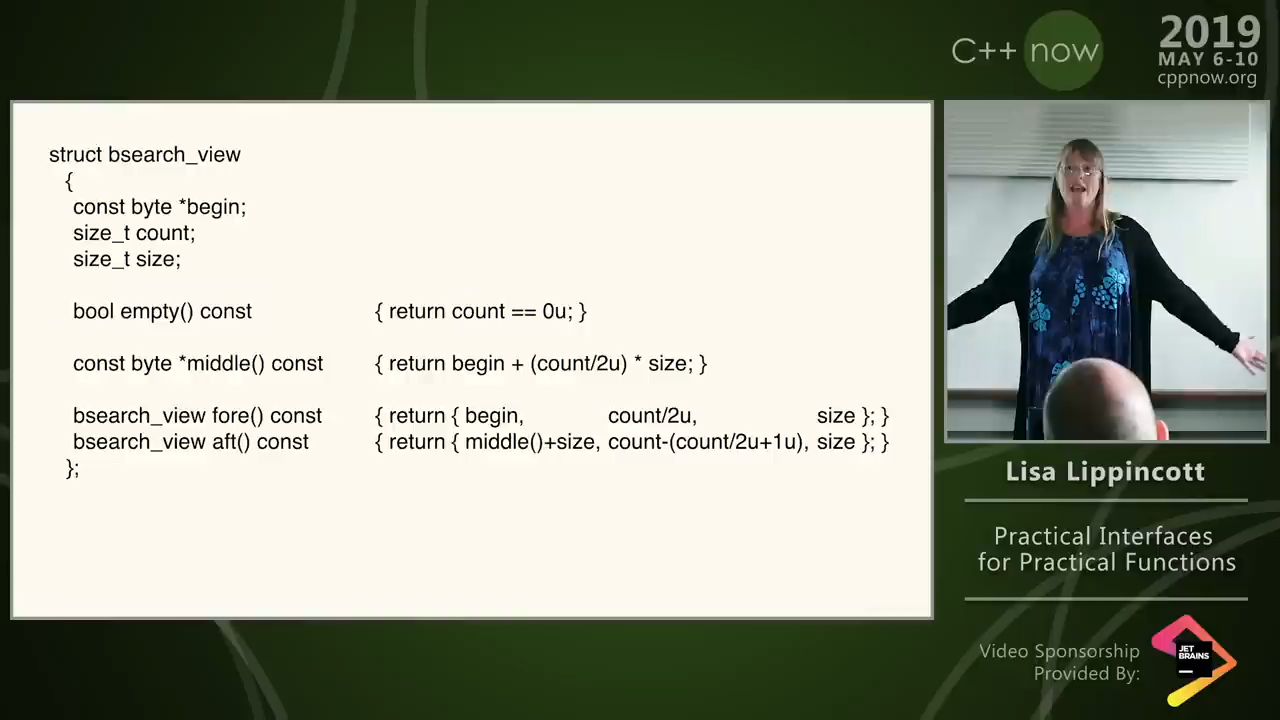 C++ now
2019
MAY 6-10
cppnow.org
struct bsearch_view
{
const byte *begin;
size_t count;
size_t size;
bool empty() const { return count == 0u; }
const byte *middle() const { return begin + (count/2u) * size; }
bsearch_view fore() const { return { begin, count/2u, size }; }
bsearch_view aft() const { return { middle()+size, count-(count/2u+1u), size }; }
};
Lisa Lippincott
Practical Interfaces
for Practical Functions
Video Sponsorship
Provided By:
JET
BRAINS